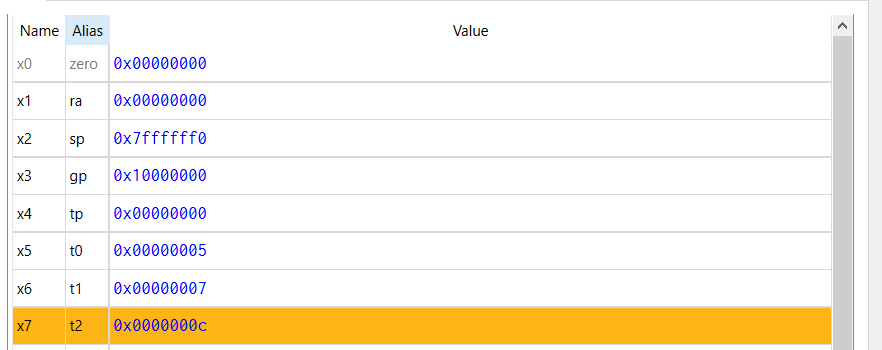 Name Alias Value
x0 zero 0x00000000
x1 ra 0x00000000
x2 sp 0x7ffffff0
x3 gp 0x10000000
x4 tp 0x00000000
x5 t0 0x00000005
x6 t1 0x00000007
x7 t2 0x0000000c